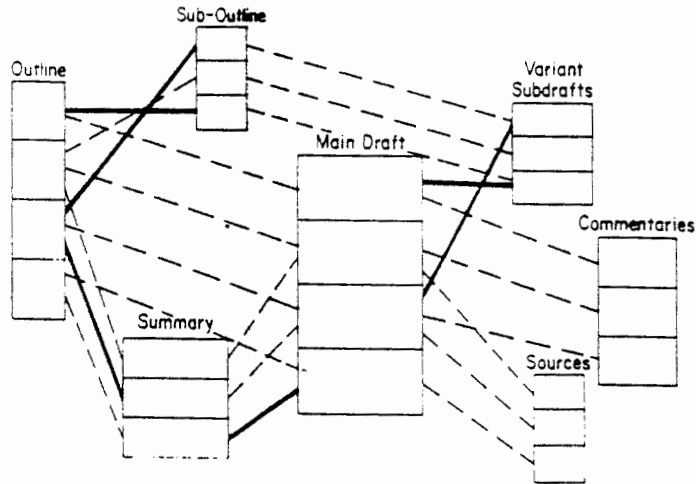 Sub-Outline
Outline
Variant
Subdrafts
Main Draft
Commentaries
Summary
Sources